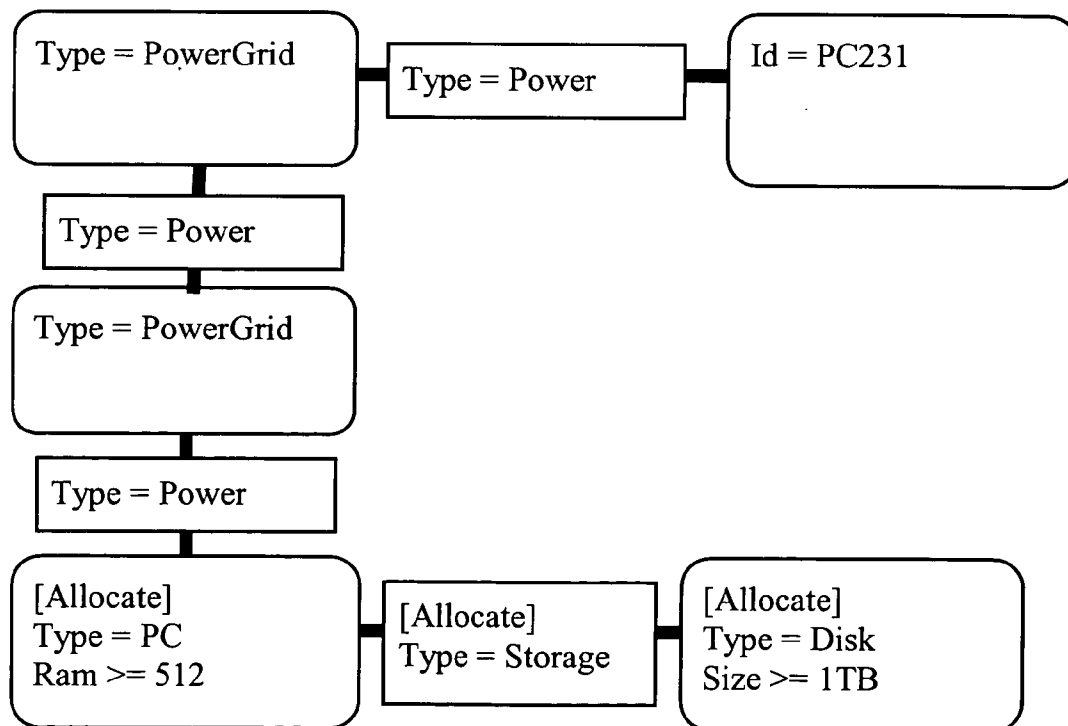 Type = PowerGrid
Type = Power
Id = PC231
Type = Power
Type = PowerGrid
Type = Power
[Allocate]
Type = PC
Ram >= 512
[Allocate]
Type = Storage
[Allocate]
Type = Disk
Size >= 1TB